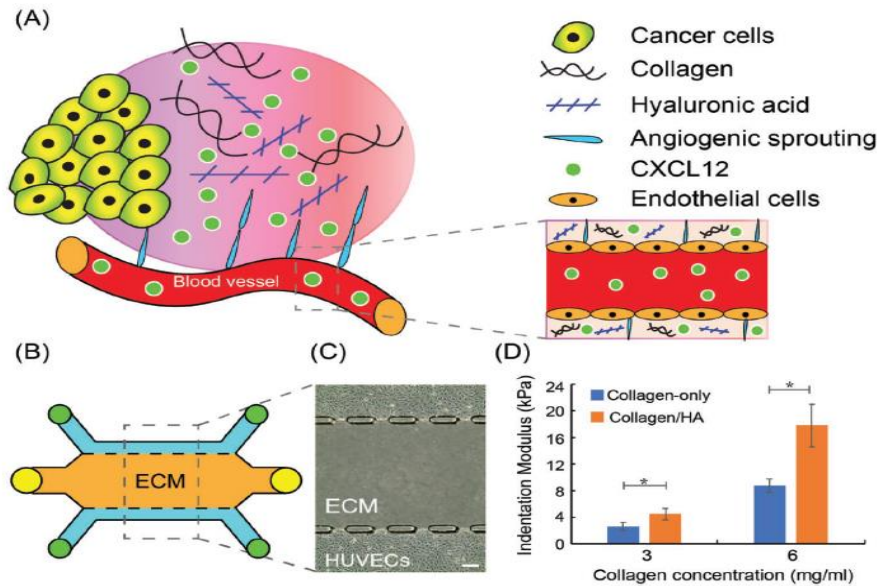 (A)
Cancer cells
Collagen
Hyaluronic acid
Angiogenic sprouting
CXCL12
Endothelial cells
Blood vessel
(B)
ECM
(C)
ECM
HUVECs
(D)
Indentation Modulus (kPa)
24
20
16
12
8
4
0
Collagen-only
Collagen/HA
*
*
3
6
Collagen concentration (mg/ml)